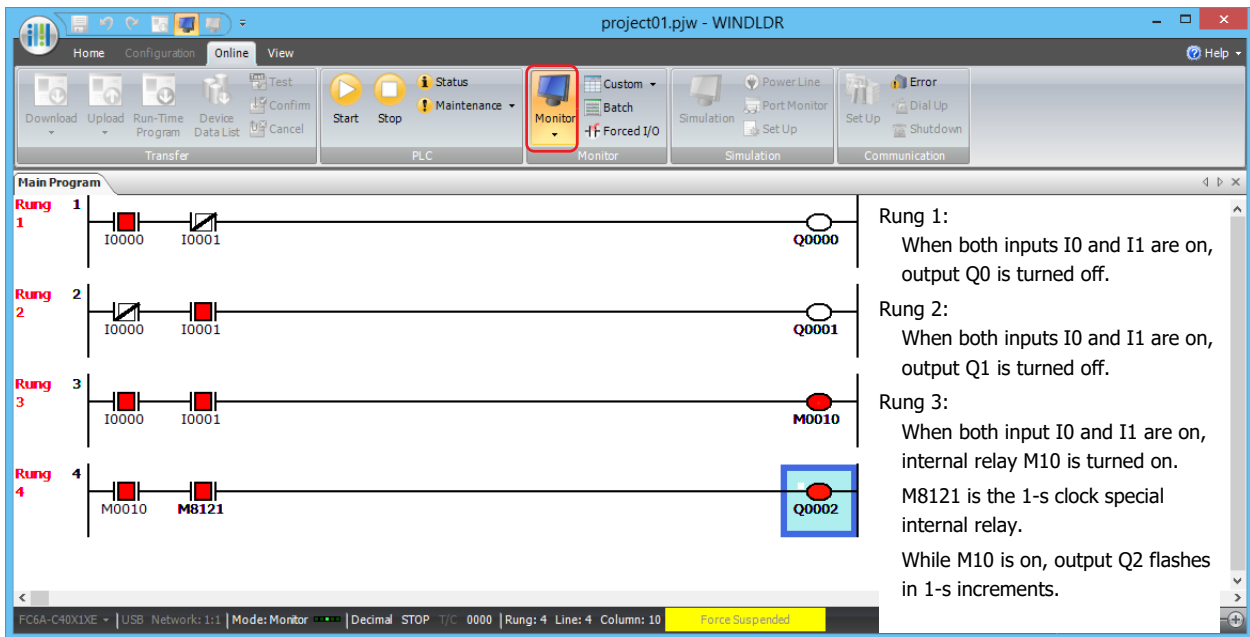 project01.pjw - WINDLDR
Home Configuration Online View
Help
Download
Upload
Run-Time Program
Device Data List
Test
Confirm
Cancel
Transfer
Start
Stop
Status
Maintenance
PLC
Monitor
Custom
Batch
Forced I/O
Monitor
Simulation
Power Line
Port Monitor
Set Up
Simulation
Set Up
Error
Dial Up
Shutdown
Communication
Main Program
Rung 1
1
I0000 I0001 Q0000
Rung 2
2
I0000 I0001 Q0001
Rung 3
3
I0000 I0001 M0010
Rung 4
4
M0010 M8121 Q0002
Rung 1:
When both inputs I0 and I1 are on,
output Q0 is turned off.
Rung 2:
When both inputs I0 and I1 are on,
output Q1 is turned off.
Rung 3:
When both input I0 and I1 are on,
internal relay M10 is turned on.
M8121 is the 1-s clock special
internal relay.
While M10 is on, output Q2 flashes
in 1-s increments.
FC6A-C40X1XE USB Network: 1:1 Mode: Monitor Decimal STOP T/C 0000 Rung: 4 Line: 4 Column: 10 Force Suspended